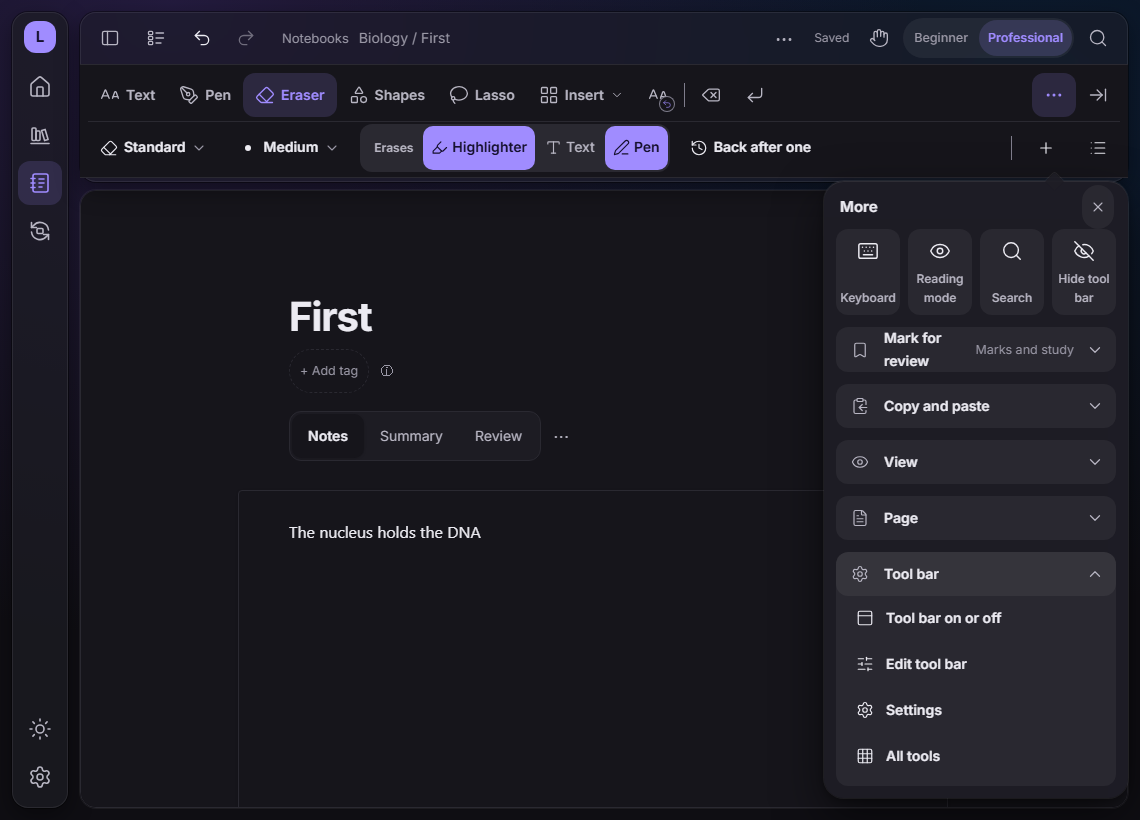 L
Notebooks Biology / First
Saved
Beginner Professional
AA Text Pen Eraser Shapes Lasso Insert AA
Standard Medium Erases Highlighter Text Pen Back after one
First
+ Add tag
Notes Summary Review
The nucleus holds the DNA
More
Keyboard
Reading mode
Search
Hide tool bar
Mark for review Marks and study
Copy and paste
View
Page
Tool bar
Tool bar on or off
Edit tool bar
Settings
All tools